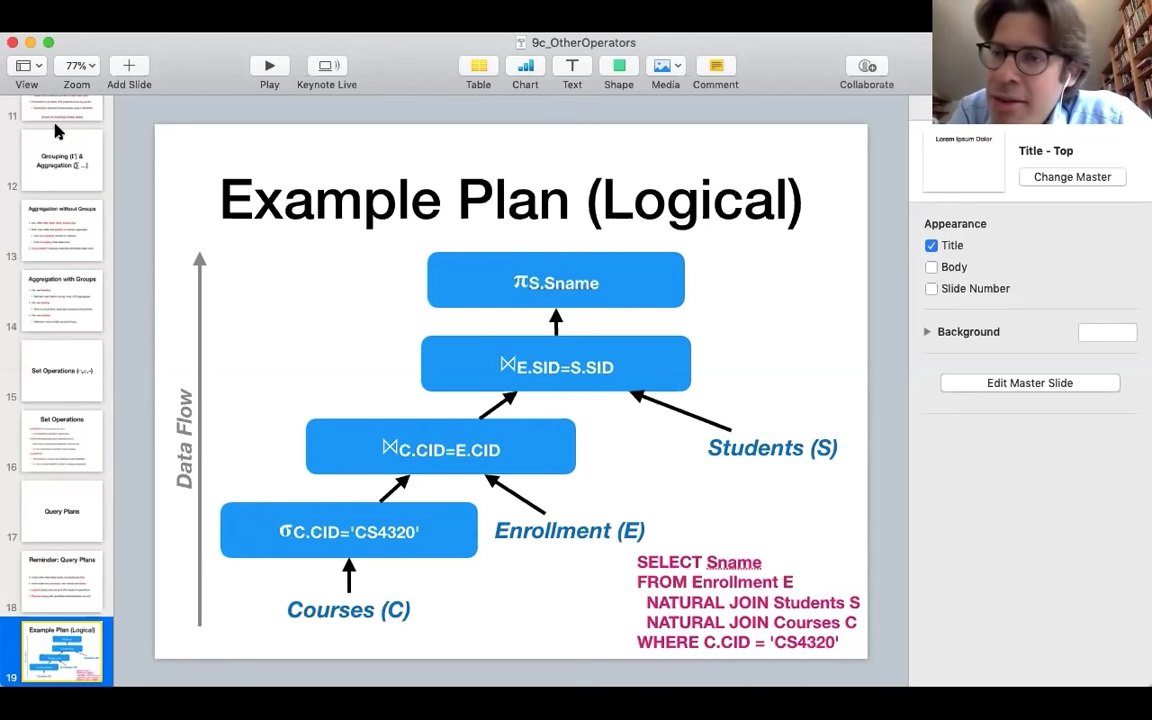 9c_OtherOperators
77%
View
Zoom
Add Slide
Play
Keynote Live
Table
Chart
Text
Shape
Media
Comment
Collaborate
11
Grouping (Γ) &
Aggregation (∑ ...)
12
Aggregation without Groups
13
Aggregation with Groups
14
Set Operations
15
Set Operations
16
Query Plans
17
Reminder: Query Plans
18
Example Plan (Logical)
19
Example Plan (Logical)
Data Flow
πS.Sname
⋈E.SID=S.SID
Students (S)
⋈C.CID=E.CID
Enrollment (E)
σC.CID='CS4320'
Courses (C)
SELECT Sname
FROM Enrollment E
NATURAL JOIN Students S
NATURAL JOIN Courses C
WHERE C.CID = 'CS4320'
Lorem Ipsum Dolor
Title - Top
Change Master
Appearance
Title
Body
Slide Number
Background
Edit Master Slide